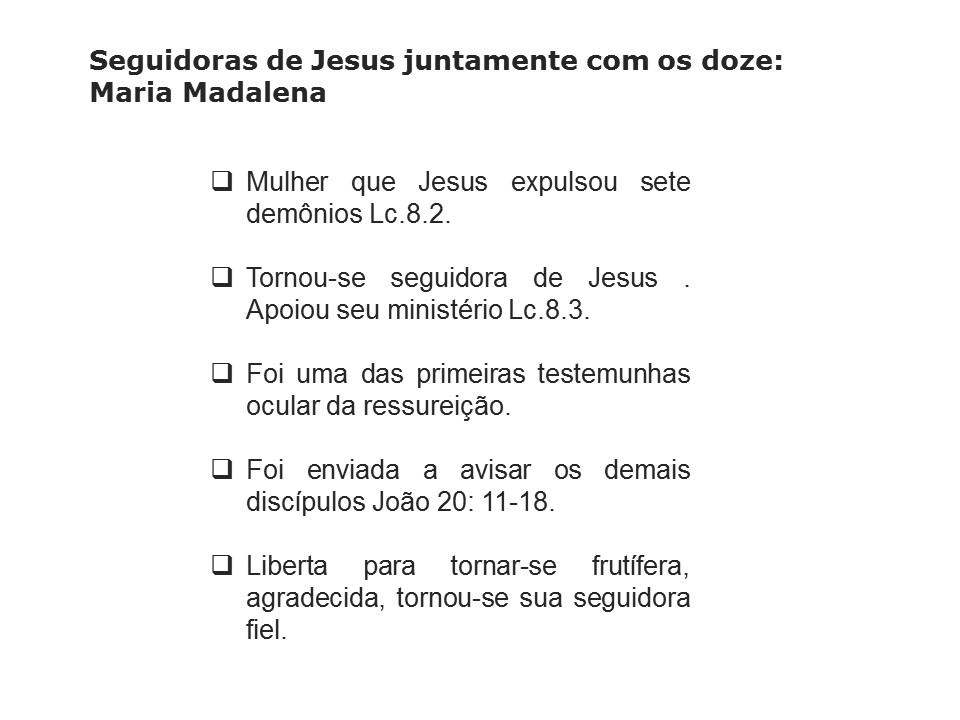 Seguidoras de Jesus juntamente com os doze:
Maria Madalena
❑ Mulher que Jesus expulsou sete
demônios Lc.8.2.
❑ Tornou-se seguidora de Jesus .
Apoiou seu ministério Lc.8.3.
❑ Foi uma das primeiras testemunhas
ocular da ressureição.
❑ Foi enviada a avisar os demais
discípulos João 20: 11-18.
❑ Liberta para tornar-se frutífera,
agradecida, tornou-se sua seguidora
fiel.